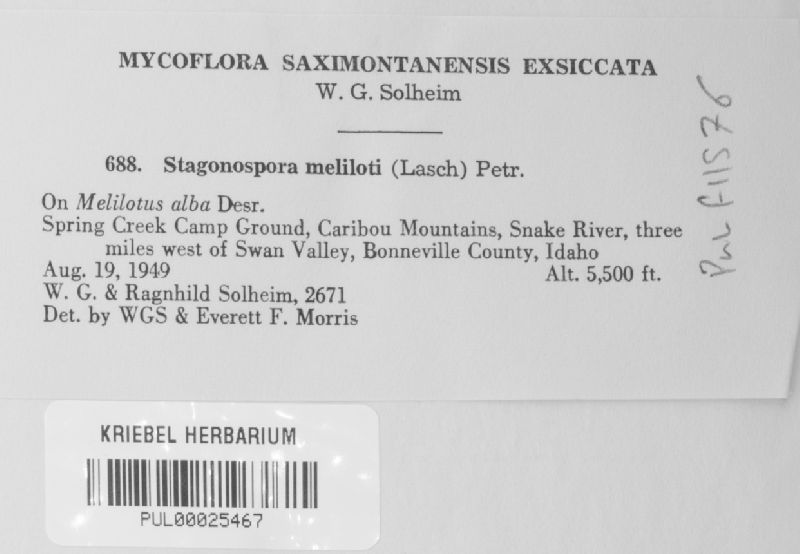 MYCOFLORA SAXIMONTANENSIS EXSICCATA
W. G. Solheim
688. Stagonospora meliloti (Lasch) Petr.
On Melilotus alba Desr.
Spring Creek Camp Ground, Caribou Mountains, Snake River, three
miles west of Swan Valley, Bonneville County, Idaho
Aug. 19, 1949 Alt. 5,500 ft.
W. G. & Ragnhild Solheim, 2671
Det. by WGS & Everett F. Morris
PUL F11576
KRIEBEL HERBARIUM
PUL00025467